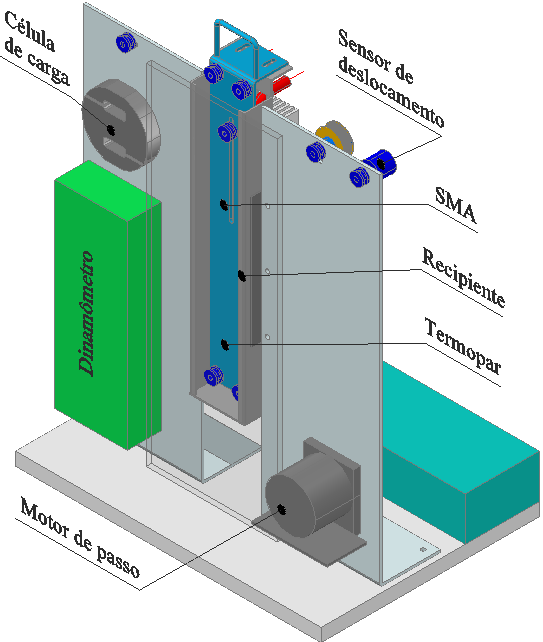 Célula
de carga
Sensor de
deslocamento
SMA
Recipiente
Termopar
Dinamômetro
Motor de passo